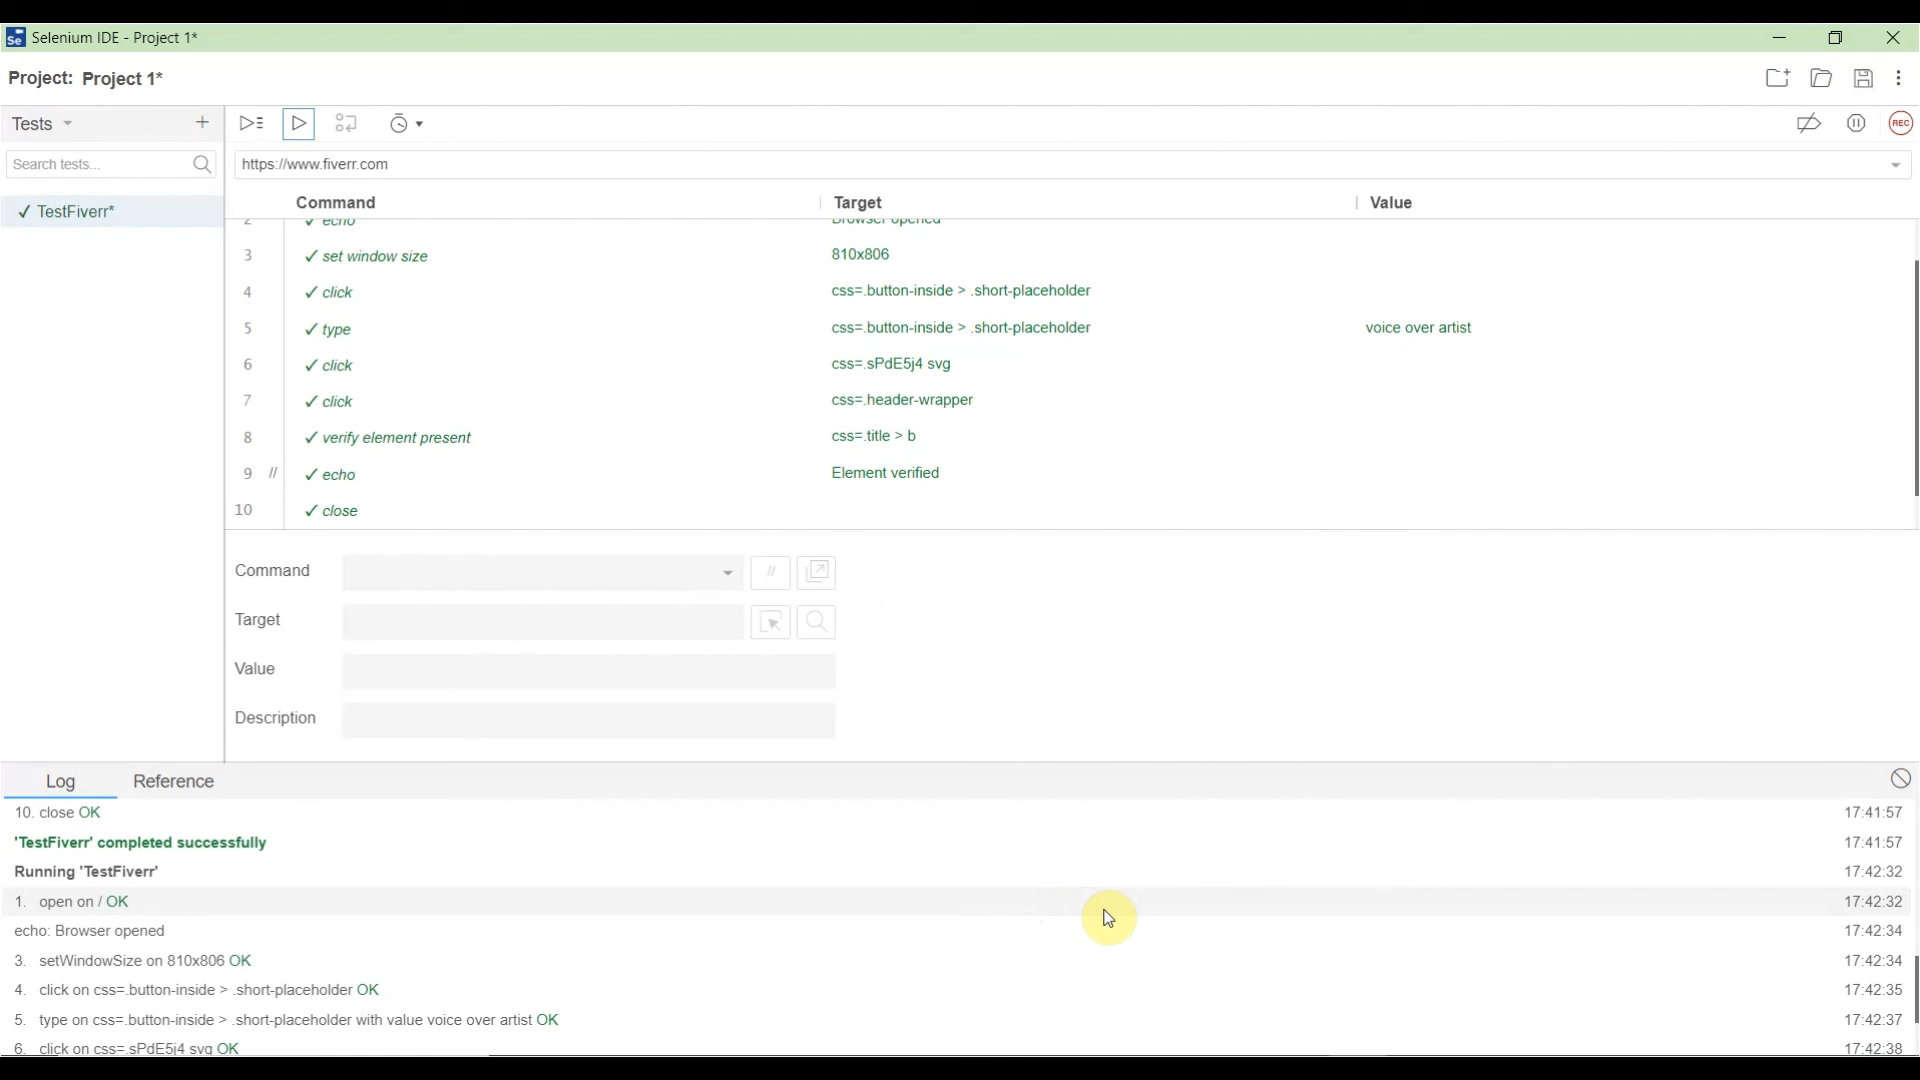 Se Selenium IDE - Project 1*
Project: Project 1*
Tests
Search tests...
✓ TestFiverr*
https://www.fiverr.com
Command Target Value
2 ✓ echo Browser opened
3 ✓ set window size 810x806
4 ✓ click css=.button-inside > .short-placeholder
5 ✓ type css=.button-inside > .short-placeholder voice over artist
6 ✓ click css=.sPdE5j4 svg
7 ✓ click css=.header-wrapper
8 ✓ verify element present css=.title > b
9 // ✓ echo Element verified
10 ✓ close
REC
Command //
Target
Value
Description
Log Reference
10. close OK 17:41:57
'TestFiverr' completed successfully 17:41:57
Running 'TestFiverr' 17:42:32
1. open on / OK 17:42:32
echo: Browser opened 17:42:34
3. setWindowSize on 810x806 OK 17:42:34
4. click on css=.button-inside > .short-placeholder OK 17:42:35
5. type on css=.button-inside > .short-placeholder with value voice over artist OK 17:42:37
6. click on css=.sPdE5j4 svg OK 17:42:38